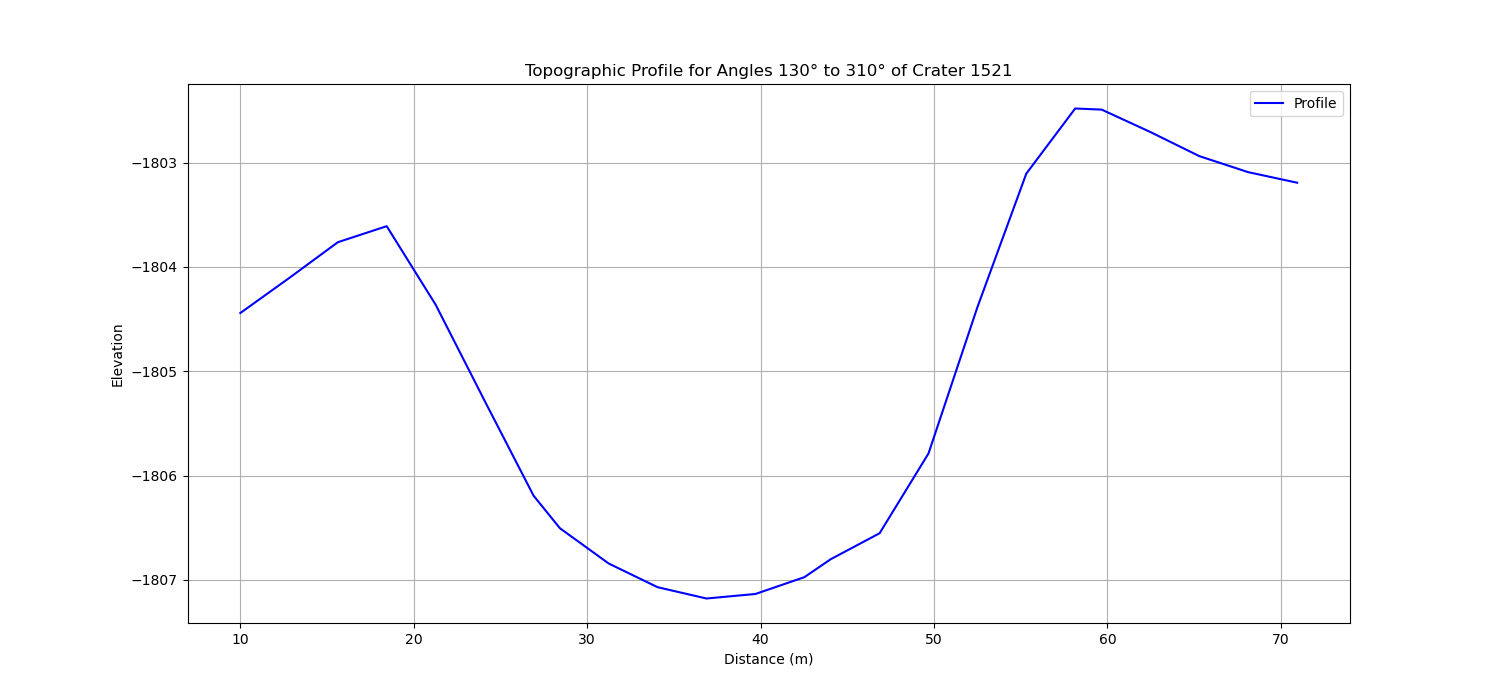 Topographic Profile for Angles 130° to 310° of Crater 1521
Profile
−1803
−1804
−1805
−1806
−1807
Elevation
10 20 30 40 50 60 70
Distance (m)